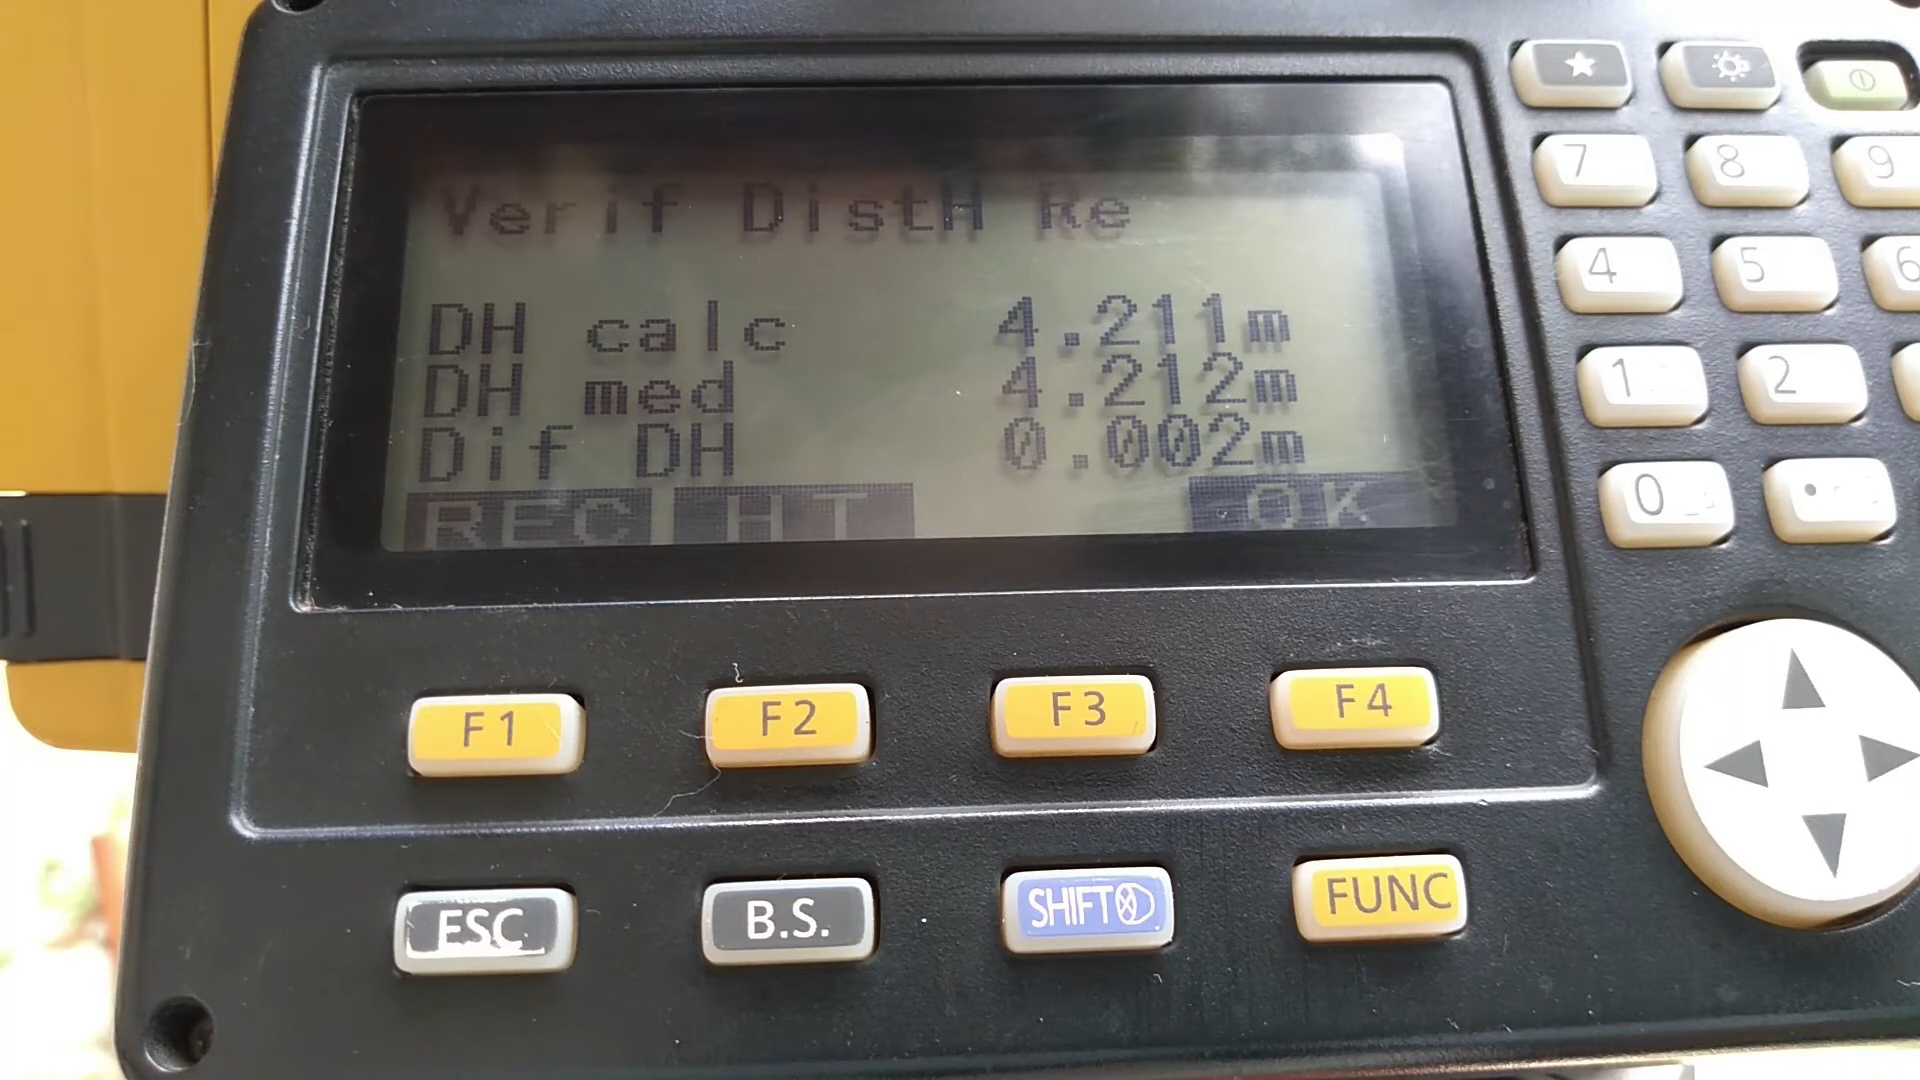 Verif DistH Re
DH calc 4.211m
DH med 4.212m
Dif DH 0.002m
REC HT OK
7 8 9
4 5 6
1 2
0 .
F1 F2 F3 F4
ESC B.S. SHIFT FUNC